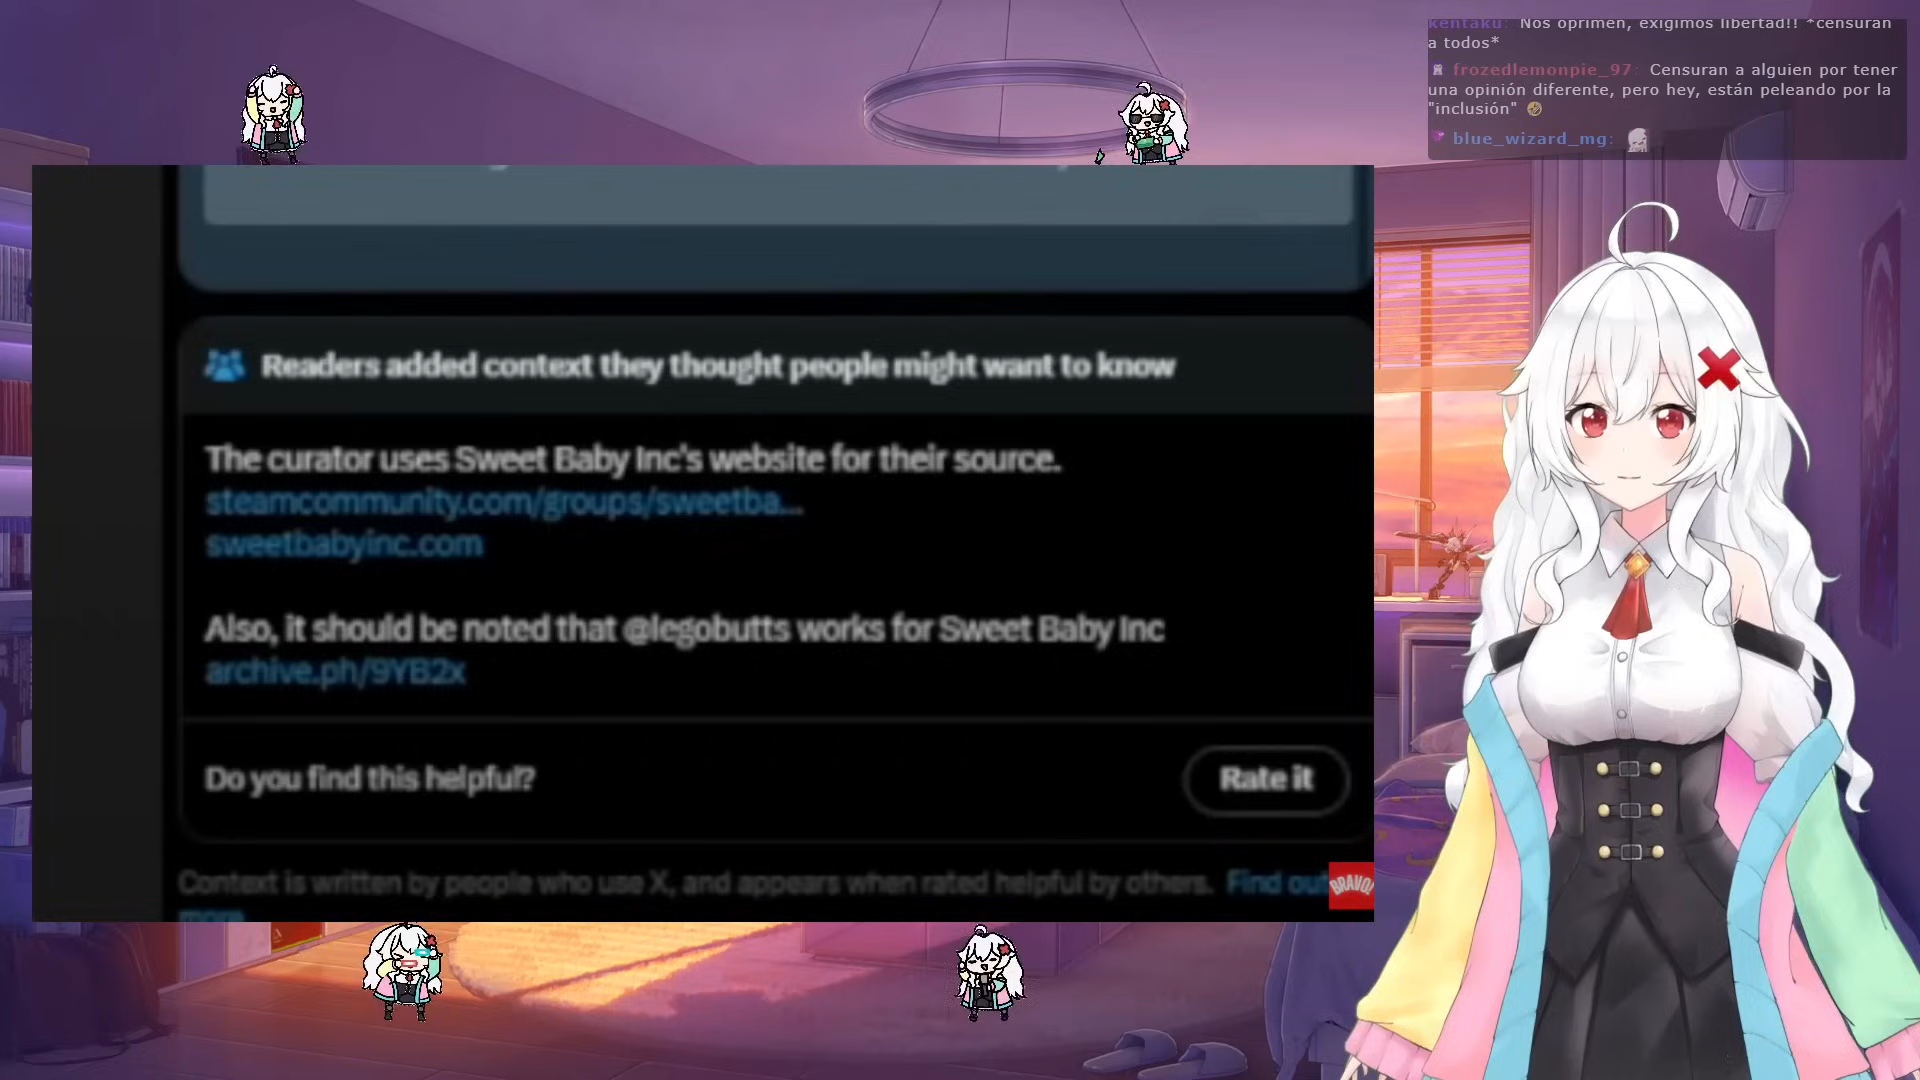 kentaku: Nos oprimen, exigimos libertad!! *censuran
a todos*
frozedlemonpie_97: Censuran a alguien por tener
una opinión diferente, pero hey, están peleando por la
"inclusión"
blue_wizard_mg:
Readers added context they thought people might want to know
The curator uses Sweet Baby Inc's website for their source.
steamcommunity.com/groups/sweetba...
sweetbabyinc.com
Also, it should be noted that @legobutts works for Sweet Baby Inc
archive.ph/9YB2x
Do you find this helpful?
Rate it
Context is written by people who use X, and appears when rated helpful by others. Find out
more
BRAVO!